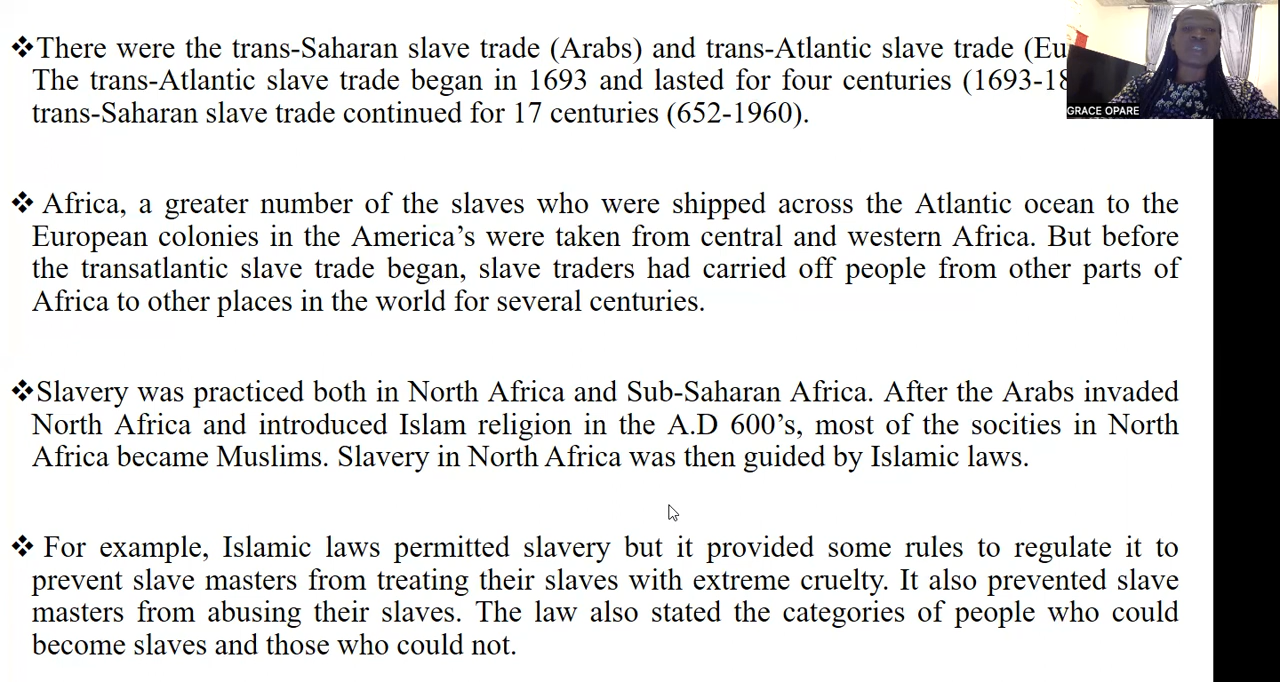 ❖There were the trans-Saharan slave trade (Arabs) and trans-Atlantic slave trade
The trans-Atlantic slave trade began in 1693 and lasted for four centuries
trans-Saharan slave trade continued for 17 centuries (652-1960).
GRACE OPARE
❖ Africa, a greater number of the slaves who were shipped across the Atlantic ocean to the
European colonies in the America's were taken from central and western Africa. But before
the transatlantic slave trade began, slave traders had carried off people from other parts of
Africa to other places in the world for several centuries.
❖Slavery was practiced both in North Africa and Sub-Saharan Africa. After the Arabs invaded
North Africa and introduced Islam religion in the A.D 600's, most of the socities in North
Africa became Muslims. Slavery in North Africa was then guided by Islamic laws.
❖ For example, Islamic laws permitted slavery but it provided some rules to regulate it to
prevent slave masters from treating their slaves with extreme cruelty. It also prevented slave
masters from abusing their slaves. The law also stated the categories of people who could
become slaves and those who could not.